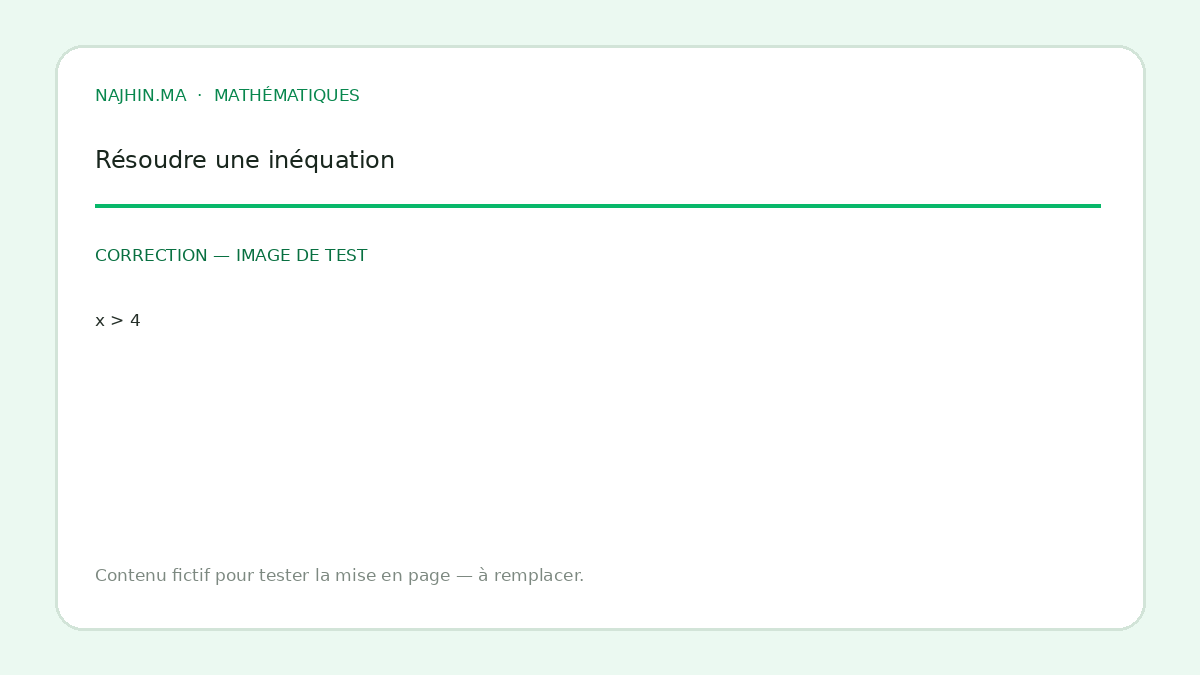 NAJHIN.MA · MATHÉMATIQUES
Résoudre une inéquation
CORRECTION — IMAGE DE TEST
x > 4
Contenu fictif pour tester la mise en page — à remplacer.